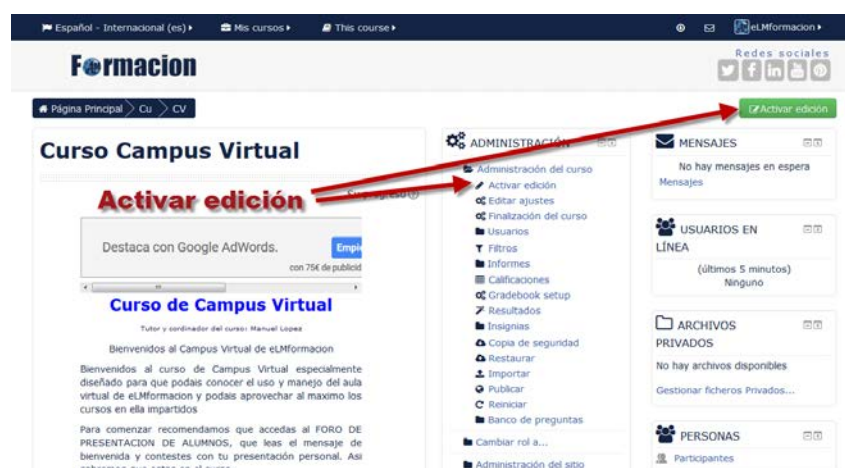 Español - Internacional (es)
Mis cursos
This course
eLMformacion
Formacion
Redes sociales
Página Principal
Cu
CV
Activar edición
Curso Campus Virtual
Activar edición
Destaca con Google AdWords.
con 75€ de publicid
Curso de Campus Virtual
Tutor y cordinador del curso: Manuel Lopez
Bienvenidos al Campus Virtual de eLMformacion
Bienvenidos al curso de Campus Virtual especialmente
diseñado para que podais conocer el uso y manejo del aula
virtual de eLMformacion y podais aprovechar al maximo los
cursos en ella impartidos
Para comenzar recomendamos que accedas al FORO DE
PRESENTACION DE ALUMNOS, que leas el mensaje de
bienvenida y contestes con tu presentación personal. Asi
ADMINISTRACIÓN
Administración del curso
Activar edición
Editar ajustes
Finalización del curso
Usuarios
Filtros
Informes
Calificaciones
Gradebook setup
Resultados
Insignias
Copia de seguridad
Restaurar
Importar
Publicar
Reiniciar
Banco de preguntas
Cambiar rol a...
Administración del sitio
MENSAJES
No hay mensajes en espera
Mensajes
USUARIOS EN
LÍNEA
(últimos 5 minutos)
Ninguno
ARCHIVOS
PRIVADOS
No hay archivos disponibles
Gestionar ficheros Privados...
PERSONAS
Participantes